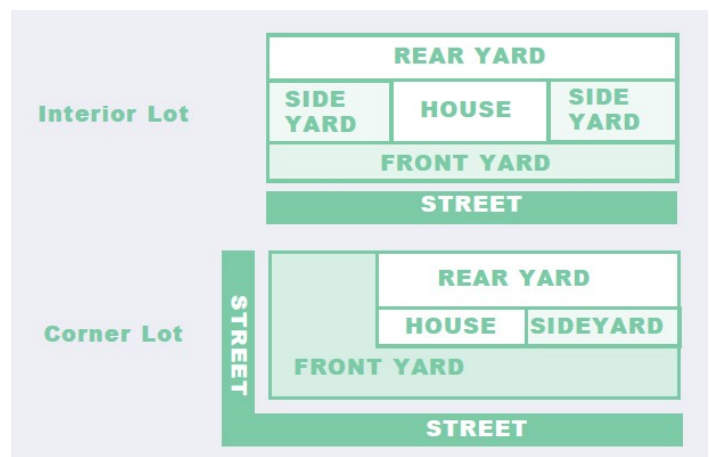 Interior Lot
REAR YARD
SIDE
YARD
HOUSE
SIDE
YARD
FRONT YARD
STREET
Corner Lot
STREET
REAR YARD
HOUSE
SIDEYARD
FRONT YARD
STREET